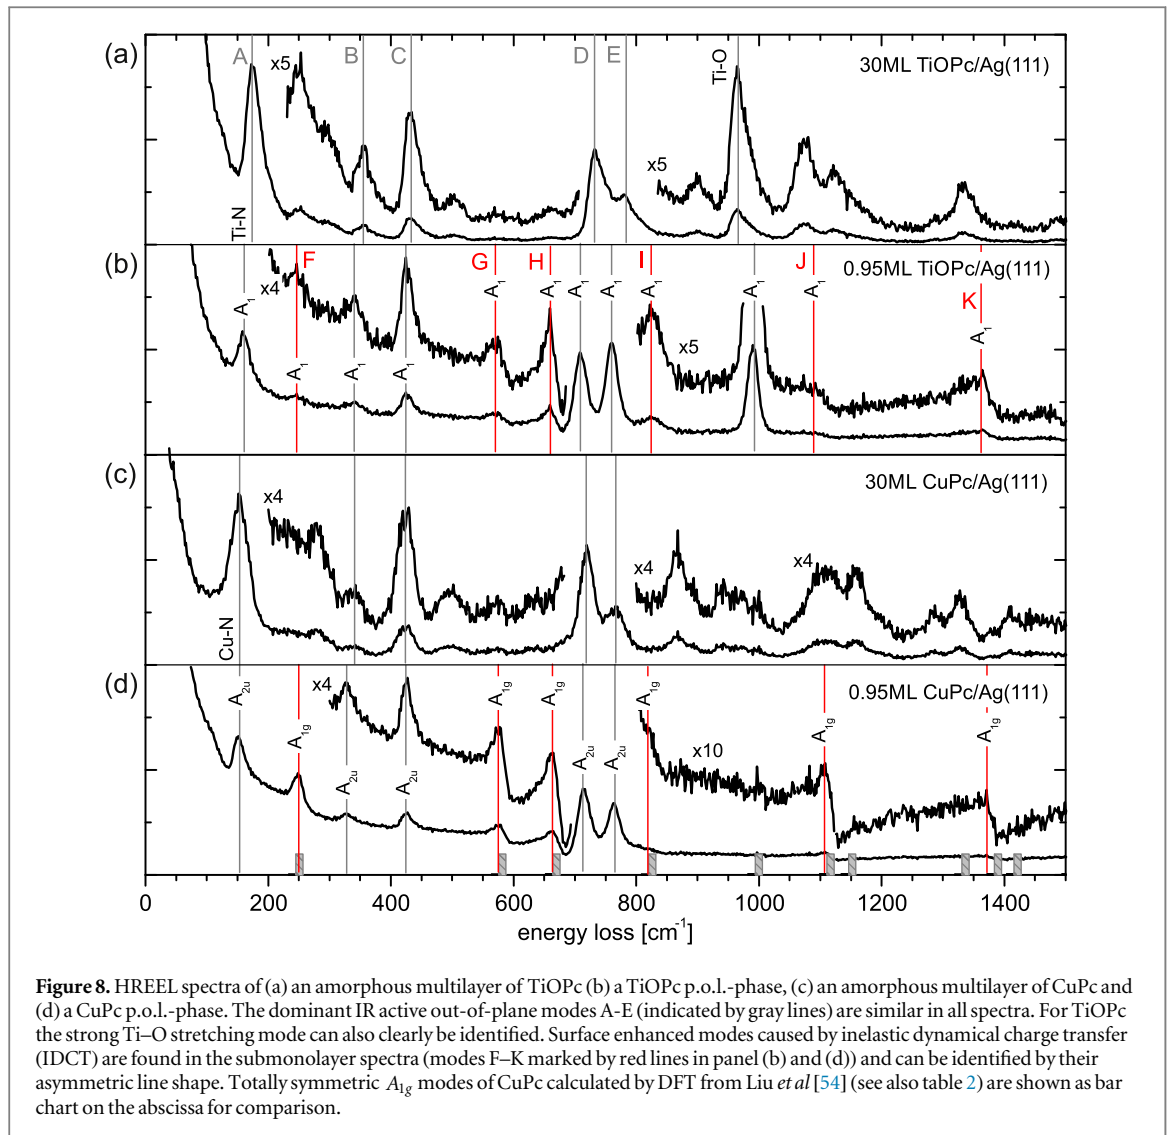 (a) A x5 B C D E Ti-O 30ML TiOPc/Ag(111)
x5
Ti-N
(b) F G H I J 0.95ML TiOPc/Ag(111)
x4 A1 A1 A1 A1 A1 A1 A1 A1 K
A1 x5 A1
A1 A1 A1
(c) 30ML CuPc/Ag(111)
x4 x4 x4
Cu-N
(d) A2u x4 A1g A1g A1g 0.95ML CuPc/Ag(111)
A1g A2u A2u x10 A1g A1g
A2u A2u
0 200 400 600 800 1000 1200 1400
energy loss [cm-1]
Figure 8. HREEL spectra of (a) an amorphous multilayer of TiOPc (b) a TiOPc p.o.l.-phase, (c) an amorphous multilayer of CuPc and
(d) a CuPc p.o.l.-phase. The dominant IR active out-of-plane modes A-E (indicated by gray lines) are similar in all spectra. For TiOPc
the strong Ti–O stretching mode can also clearly be identified. Surface enhanced modes caused by inelastic dynamical charge transfer
(IDCT) are found in the submonolayer spectra (modes F–K marked by red lines in panel (b) and (d)) and can be identified by their
asymmetric line shape. Totally symmetric A1g modes of CuPc calculated by DFT from Liu et al [54] (see also table 2) are shown as bar
chart on the abscissa for comparison.